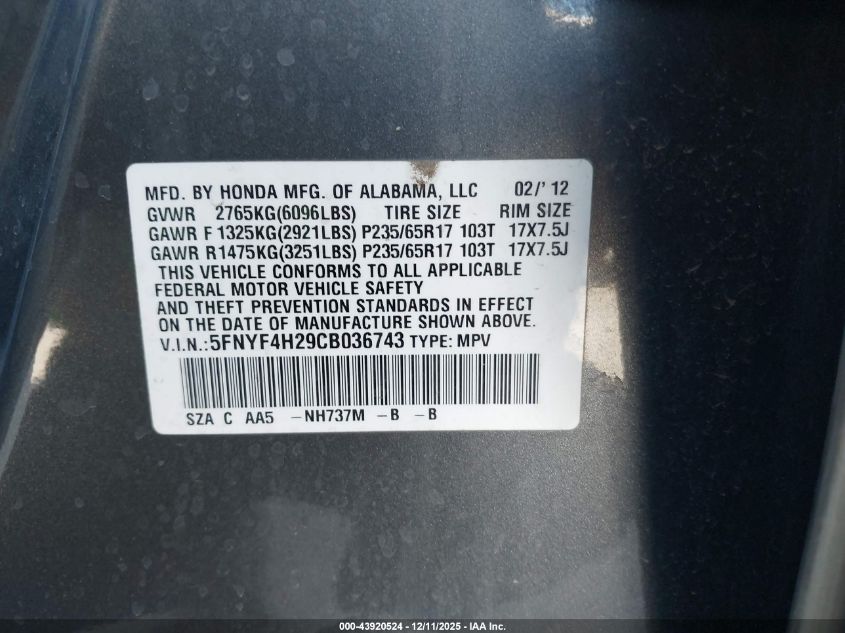 MFD. BY HONDA MFG. OF ALABAMA, LLC 02/' 12
GVWR 2765KG(6096LBS) TIRE SIZE RIM SIZE
GAWR F 1325KG(2921LBS) P235/65R17 103T 17X7.5J
GAWR R1475KG(3251LBS) P235/65R17 103T 17X7.5J
THIS VEHICLE CONFORMS TO ALL APPLICABLE
FEDERAL MOTOR VEHICLE SAFETY
AND THEFT PREVENTION STANDARDS IN EFFECT
ON THE DATE OF MANUFACTURE SHOWN ABOVE.
V.I.N.:5FNYF4H29CB036743 TYPE: MPV
SZA C AA5 -NH737M -B -B
000-43920524 - 12/11/2025 - IAA Inc.